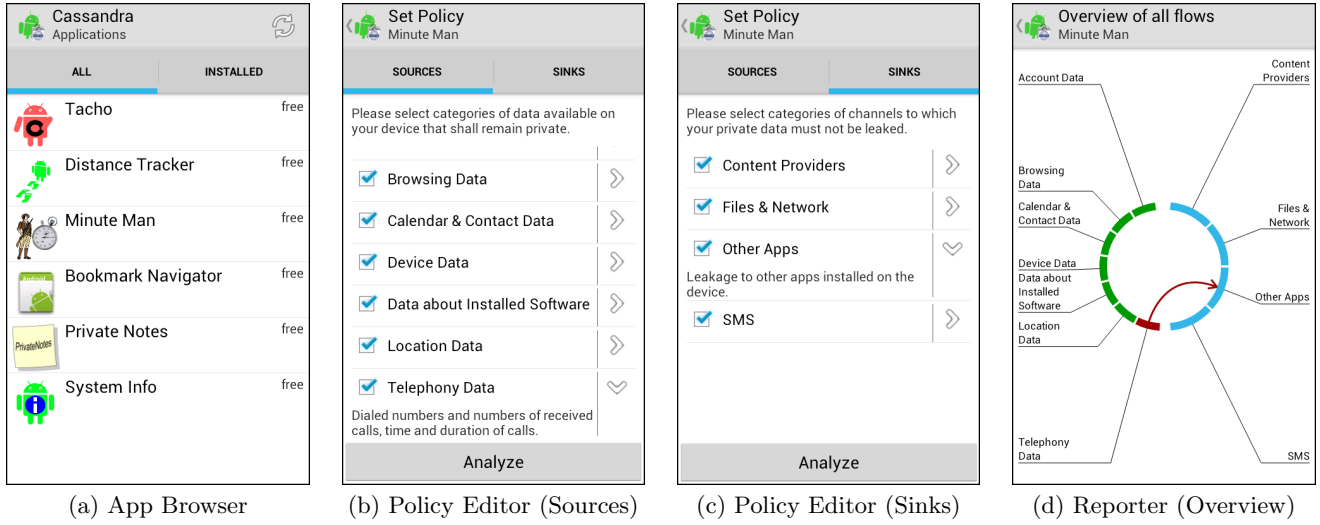 Cassandra
Applications
ALL INSTALLED
Tacho free
Distance Tracker free
Minute Man free
Bookmark Navigator free
Android
Private Notes free
PrivateNotes
System Info free
(a) App Browser
Set Policy
Minute Man
SOURCES SINKS
Please select categories of data available on
your device that shall remain private.
Browsing Data
Calendar & Contact Data
Device Data
Data about Installed Software
Location Data
Telephony Data
Dialed numbers and numbers of received
calls, time and duration of calls.
Analyze
(b) Policy Editor (Sources)
Set Policy
Minute Man
SOURCES SINKS
Please select categories of channels to which
your private data must not be leaked.
Content Providers
Files & Network
Other Apps
Leakage to other apps installed on the
device.
SMS
Analyze
(c) Policy Editor (Sinks)
Overview of all flows
Minute Man
Account Data
Browsing
Data
Calendar &
Contact Data
Device Data
Data about
Installed
Software
Location
Data
Telephony
Data
Content
Providers
Files &
Network
Other Apps
SMS
(d) Reporter (Overview)